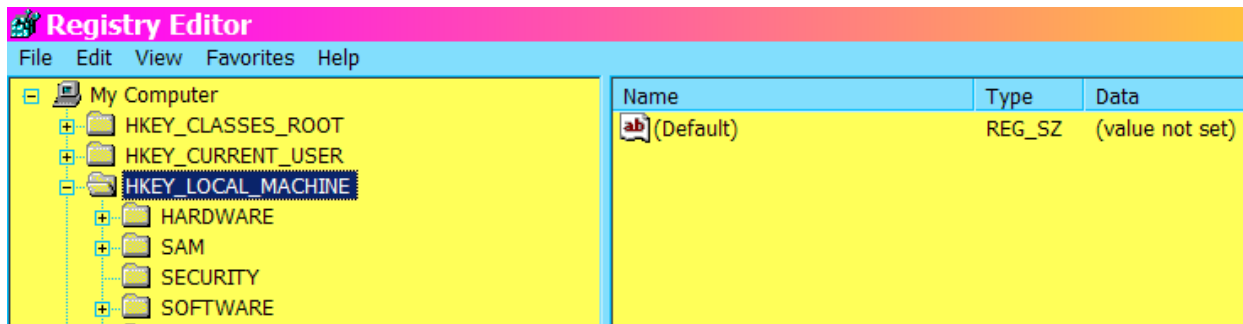 Registry Editor
File Edit View Favorites Help
My Computer
HKEY_CLASSES_ROOT
HKEY_CURRENT_USER
HKEY_LOCAL_MACHINE
HARDWARE
SAM
SECURITY
SOFTWARE
Name Type Data
ab (Default) REG_SZ (value not set)